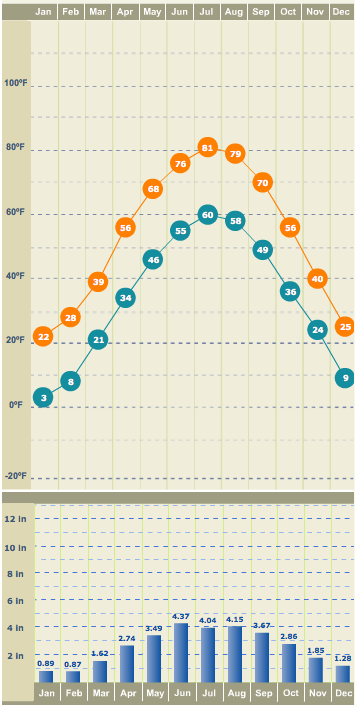 Jan Feb Mar Apr May Jun Jul Aug Sep Oct Nov Dec
100°F
80°F
81
79
76
70
68
60°F
60
58
56
56
55
49
46
40°F
39
40
36
34
28
25
24
22
21
20°F
9
8
3
0°F
-20°F
12 in
10 in
8 in
6 in
4 in
4.37
4.15
4.04
3.67
3.49
2.86
2.74
2 in
1.85
1.62
1.28
0.89
0.87
Jan Feb Mar Apr May Jun Jul Aug Sep Oct Nov Dec